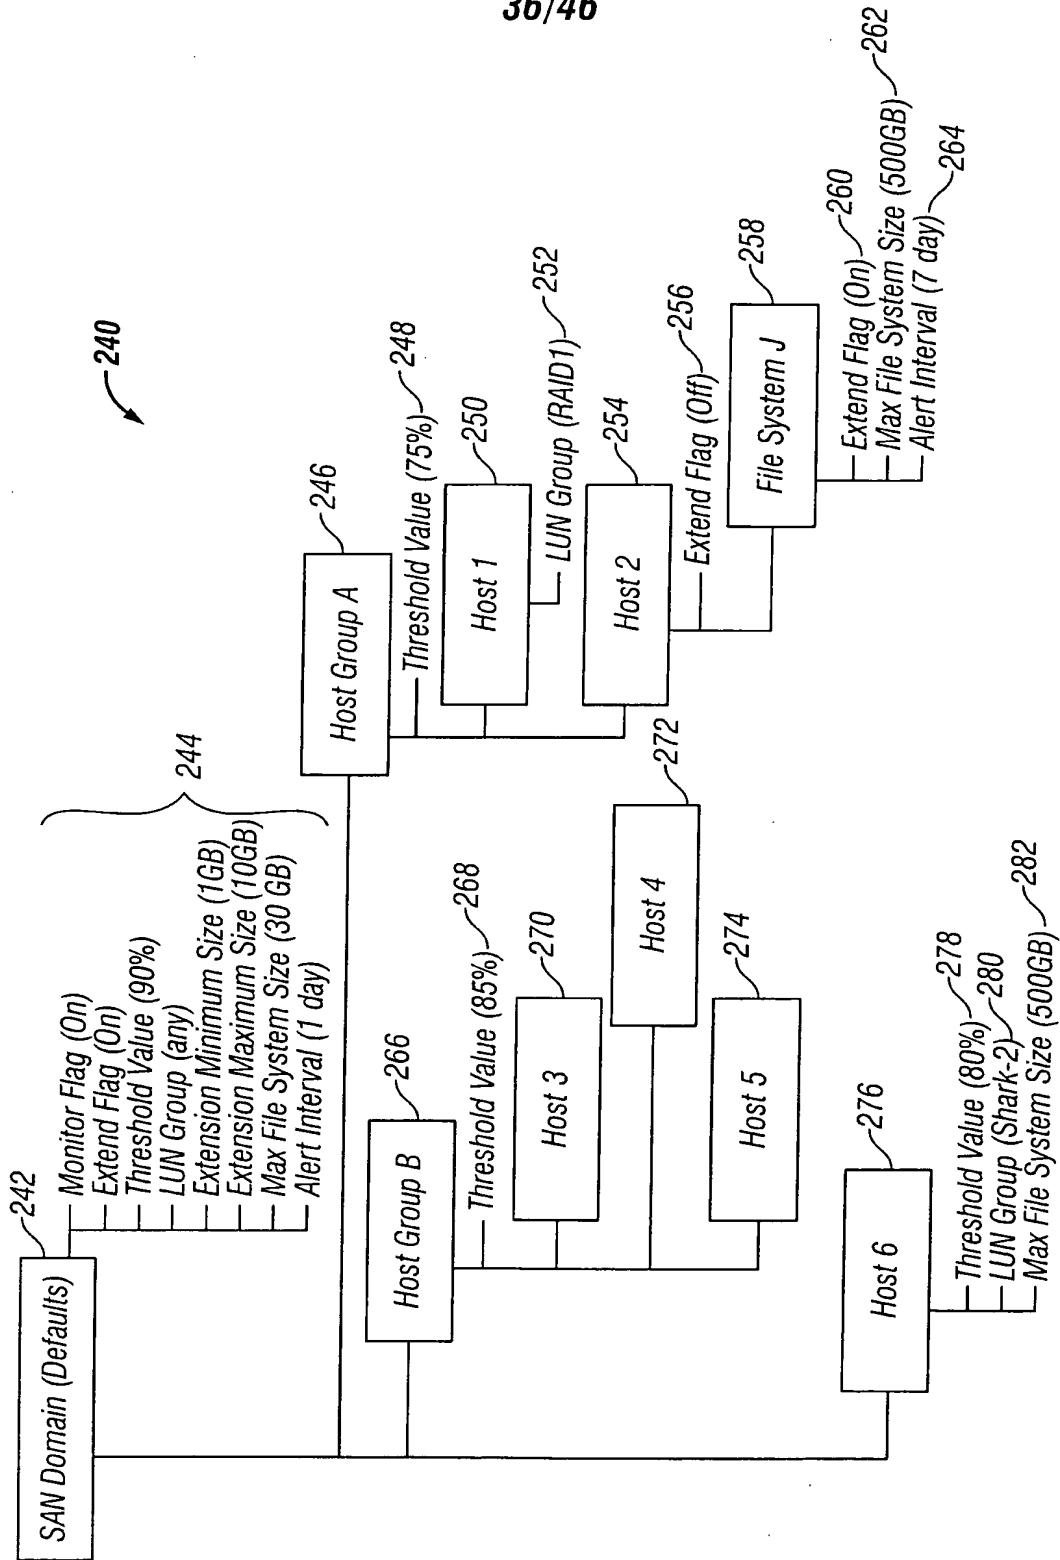 36/46
240
SAN Domain (Defaults)
242
Monitor Flag (On)
Extend Flag (On)
Threshold Value (90%)
LUN Group (any)
Extension Minimum Size (1GB)
Extension Maximum Size (10GB)
Max File System Size (30 GB)
Alert Interval (1 day)
244
Host Group A
246
Threshold Value (75%)
248
Host 1
250
LUN Group (RAID1)
252
Host 2
254
Extend Flag (Off)
256
File System J
258
Extend Flag (On)
260
Max File System Size (500GB)
262
Alert Interval (7 day)
264
Host Group B
266
Threshold Value (85%)
268
Host 3
270
Host 4
272
Host 5
274
Host 6
276
Threshold Value (80%)
278
LUN Group (Shark-2)
280
Max File System Size (500GB)
282